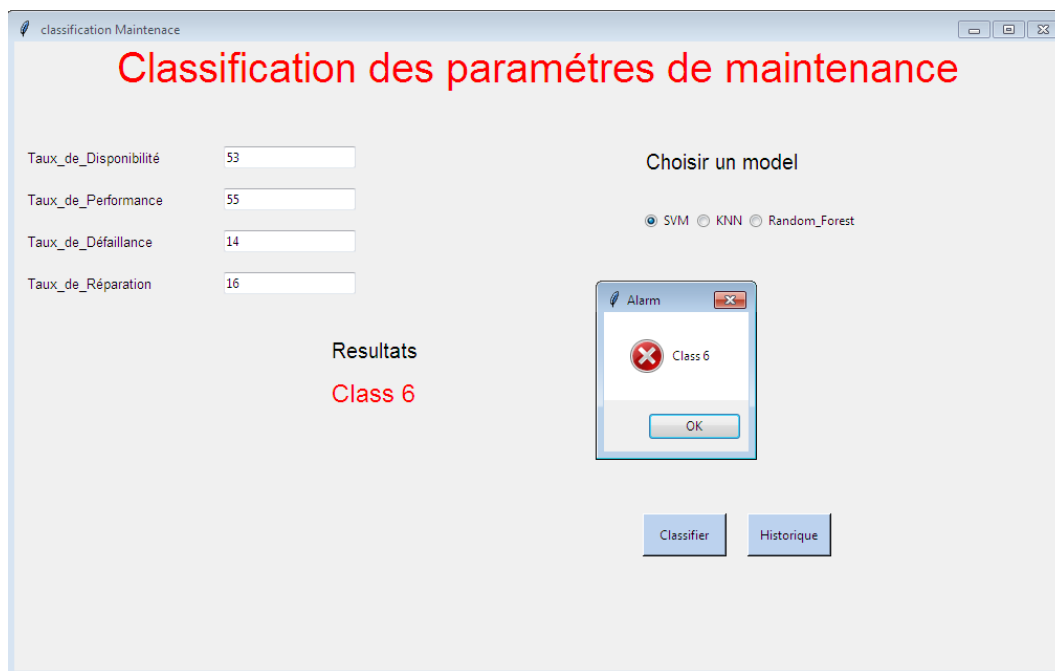 classification Maintenace
Classification des paramétres de maintenance
Taux_de_Disponibilité 53
Choisir un model
Taux_de_Performance 55
SVM KNN Random_Forest
Taux_de_Défaillance 14
Taux_de_Réparation 16
Alarm
Class 6
OK
Resultats
Class 6
Classifier Historique